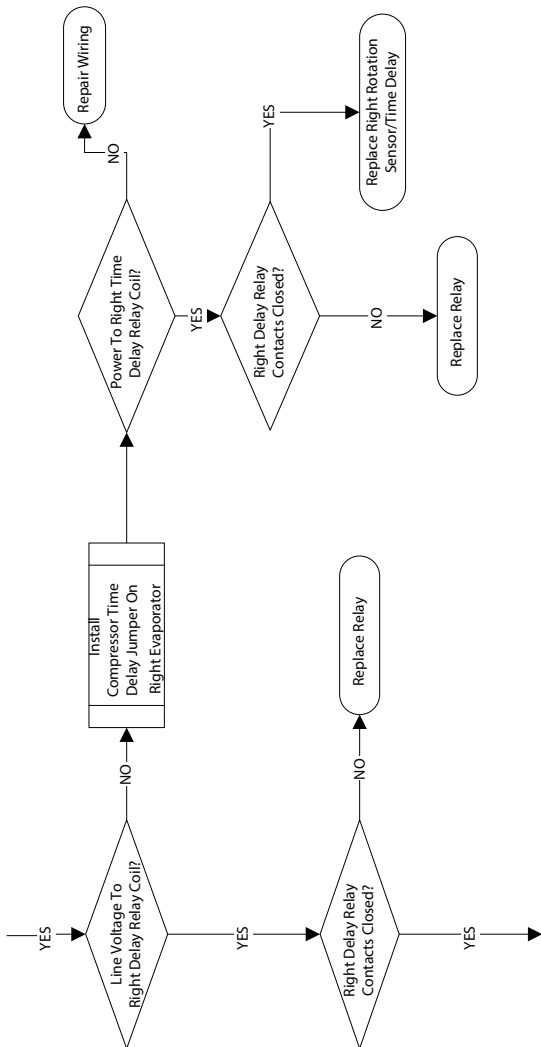 YES
Line Voltage To
Right Delay Relay Coil?
NO
Install
Compressor Time
Delay Jumper On
Right Evaporator
Power To Right Time
Delay Relay Coil?
NO
Repair Wiring
YES
Right Delay Relay
Contacts Closed?
YES
Replace Right Rotation
Sensor/Time Delay
NO
Replace Relay
YES
Right Delay Relay
Contacts Closed?
NO
Replace Relay
YES